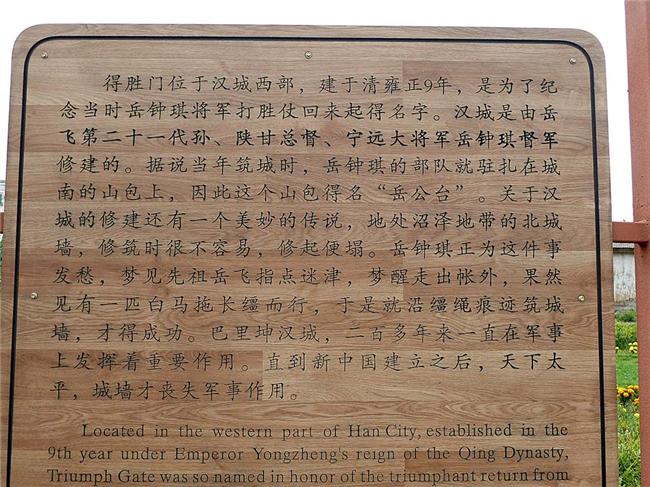 得胜门位于汉城西部，建于清雍正9年，是为了纪
念当时岳钟琪将军打胜仗回来起得名字。汉城是由岳
飞第二十一代孙、陕甘总督、宁远大将军岳钟琪督军
修建的。据说当年筑城时，岳钟琪的部队就驻扎在城
南的山包上，因此这个山包得名“岳公台”。关于汉
城的修建还有一个美妙的传说，地处沼泽地带的北城
墙，修筑时很不容易，修起便塌。岳钟琪正为这件事
发愁，梦见先祖岳飞指点迷津，梦醒走出帐外，果然
见有一匹白马拖长缰而行，于是就沿缰绳痕迹筑城
墙，才得成功。巴里坤汉城，二百多年来一直在军事
上发挥着重要作用。直到新中国建立之后，天下太
平，城墙才丧失军事作用。
Located in the western part of Han City, established in the
9th year under Emperor Yongzheng's reign of the Qing Dynasty,
Triumph Gate was so named in honor of the triumphant return from